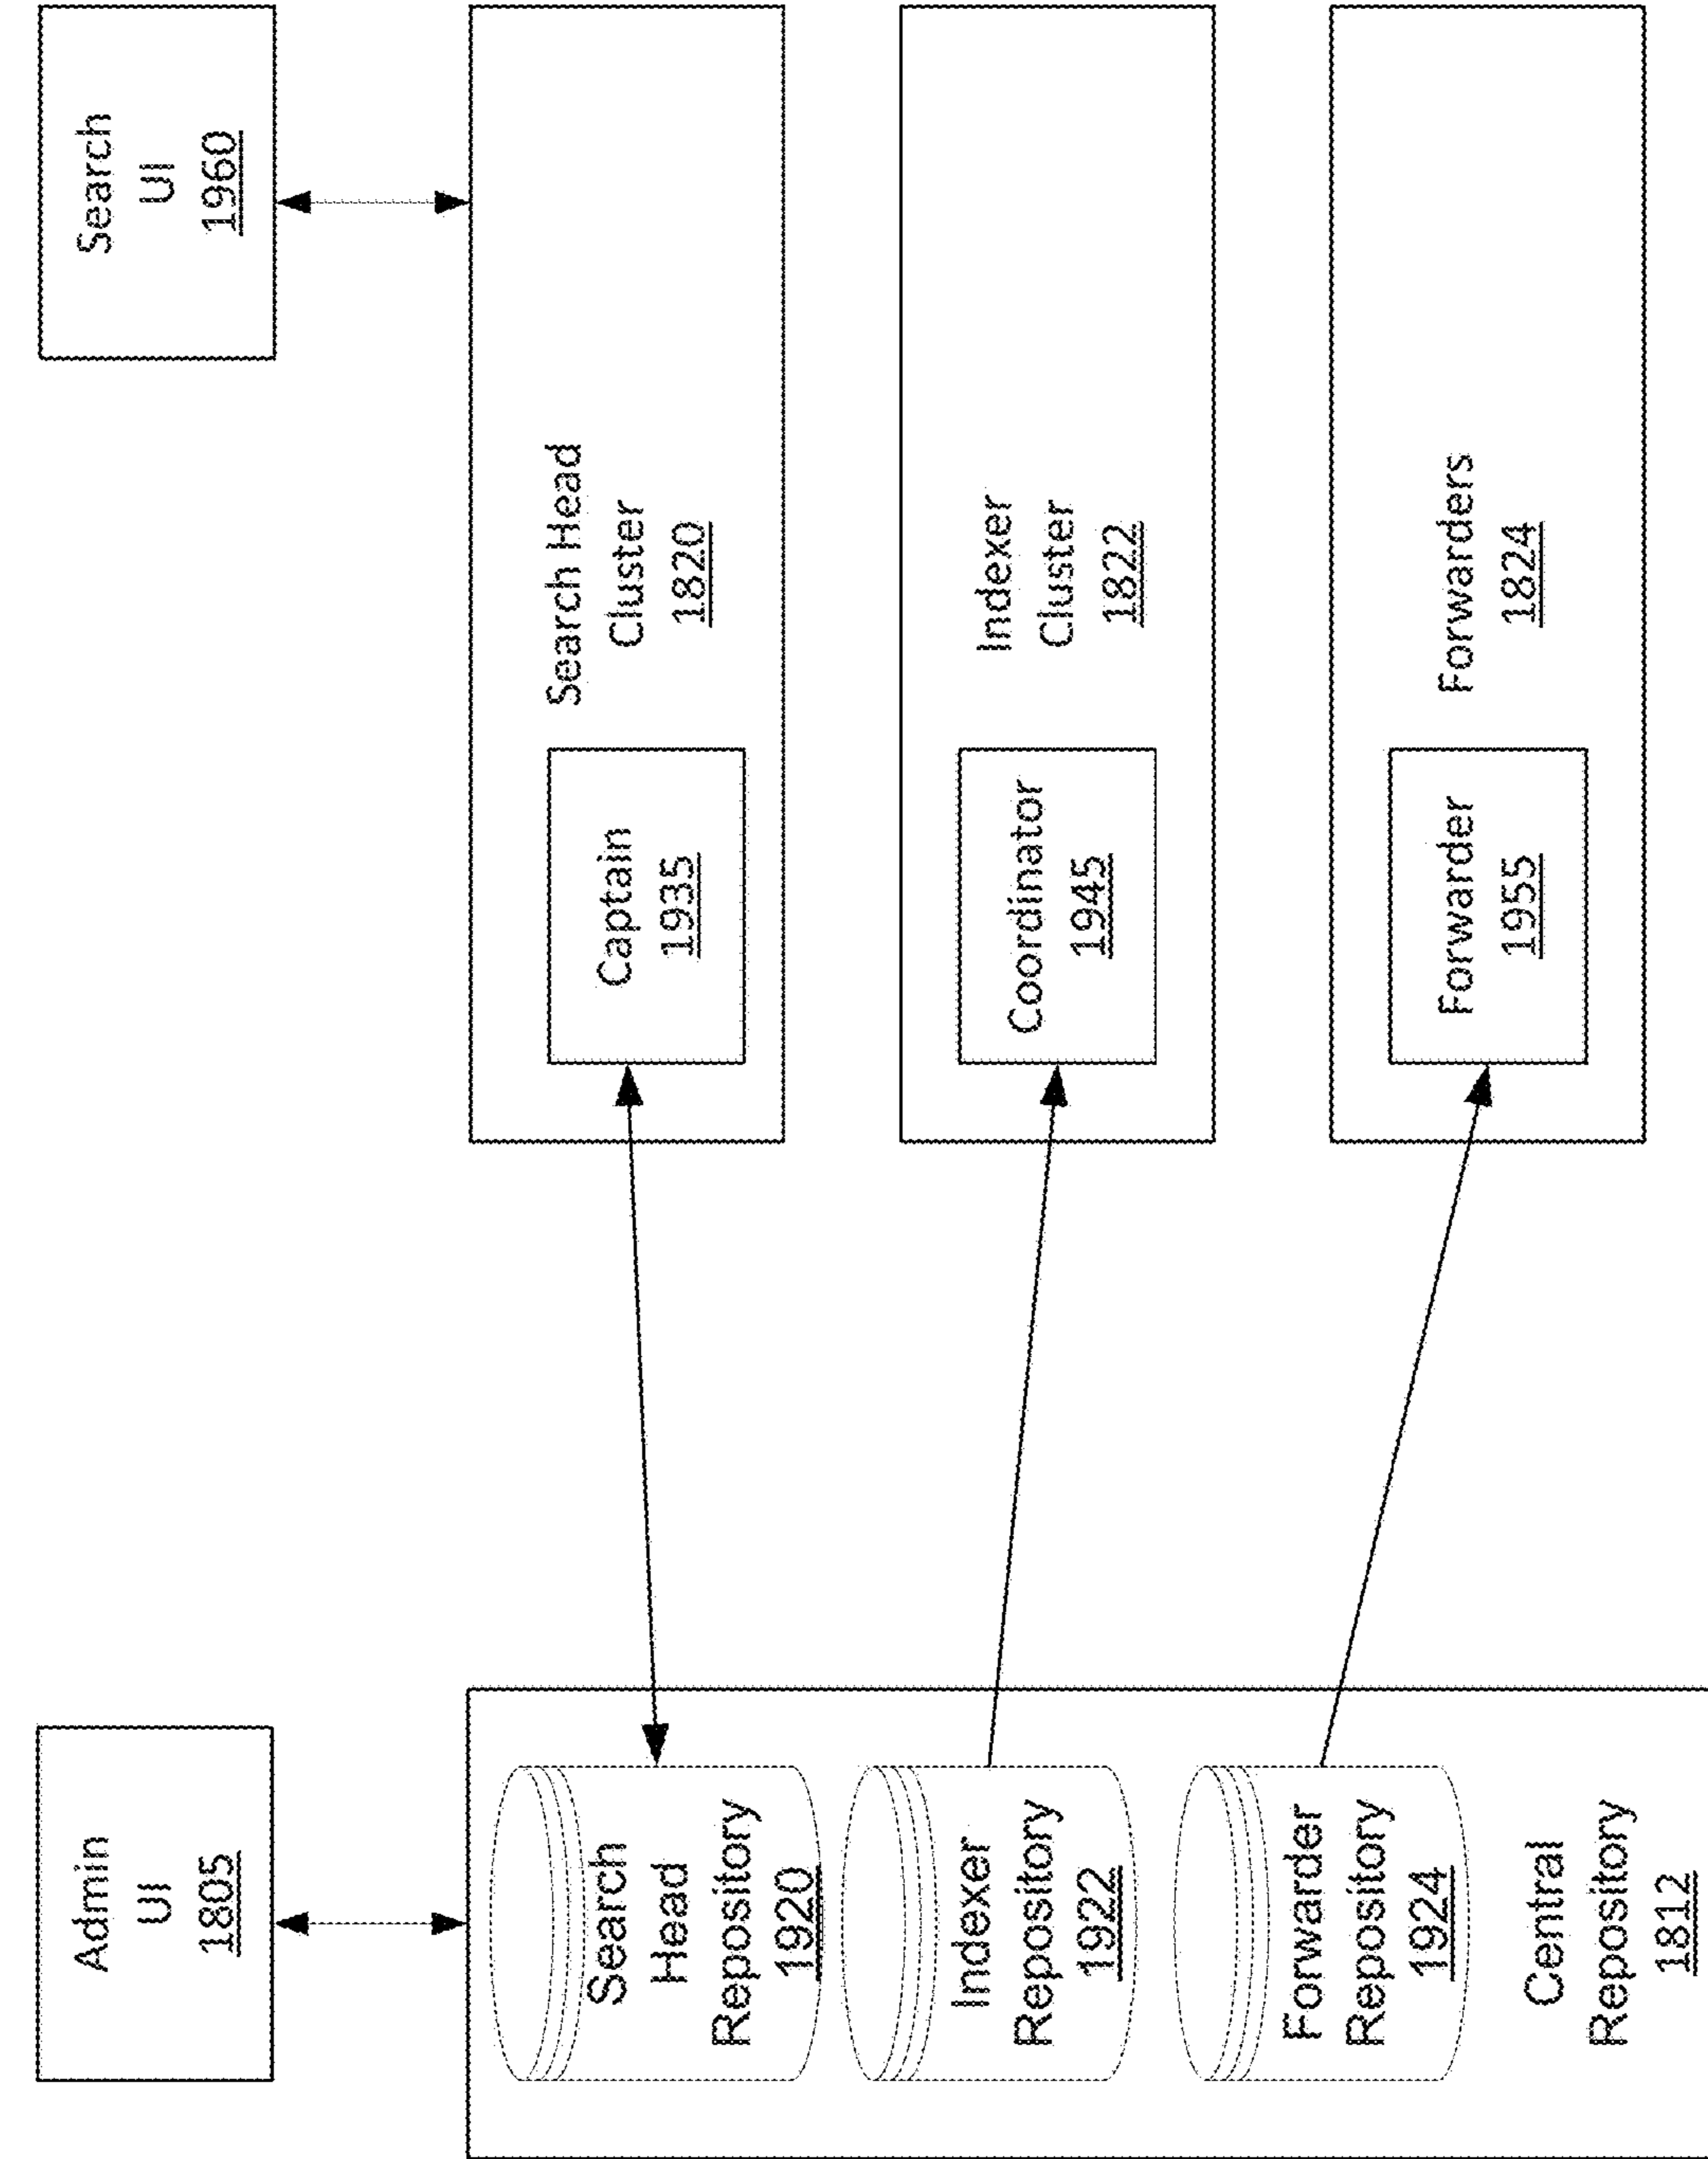 Admin
UI
1805
Search
UI
1960
Search
Head
Repository
1920
Indexer
Repository
1922
Forwarder
Repository
1924
Central
Repository
1812
Captain
1935
Search Head
Cluster
1820
Coordinator
1945
Indexer
Cluster
1822
Forwarder
1955
Forwarders
1824